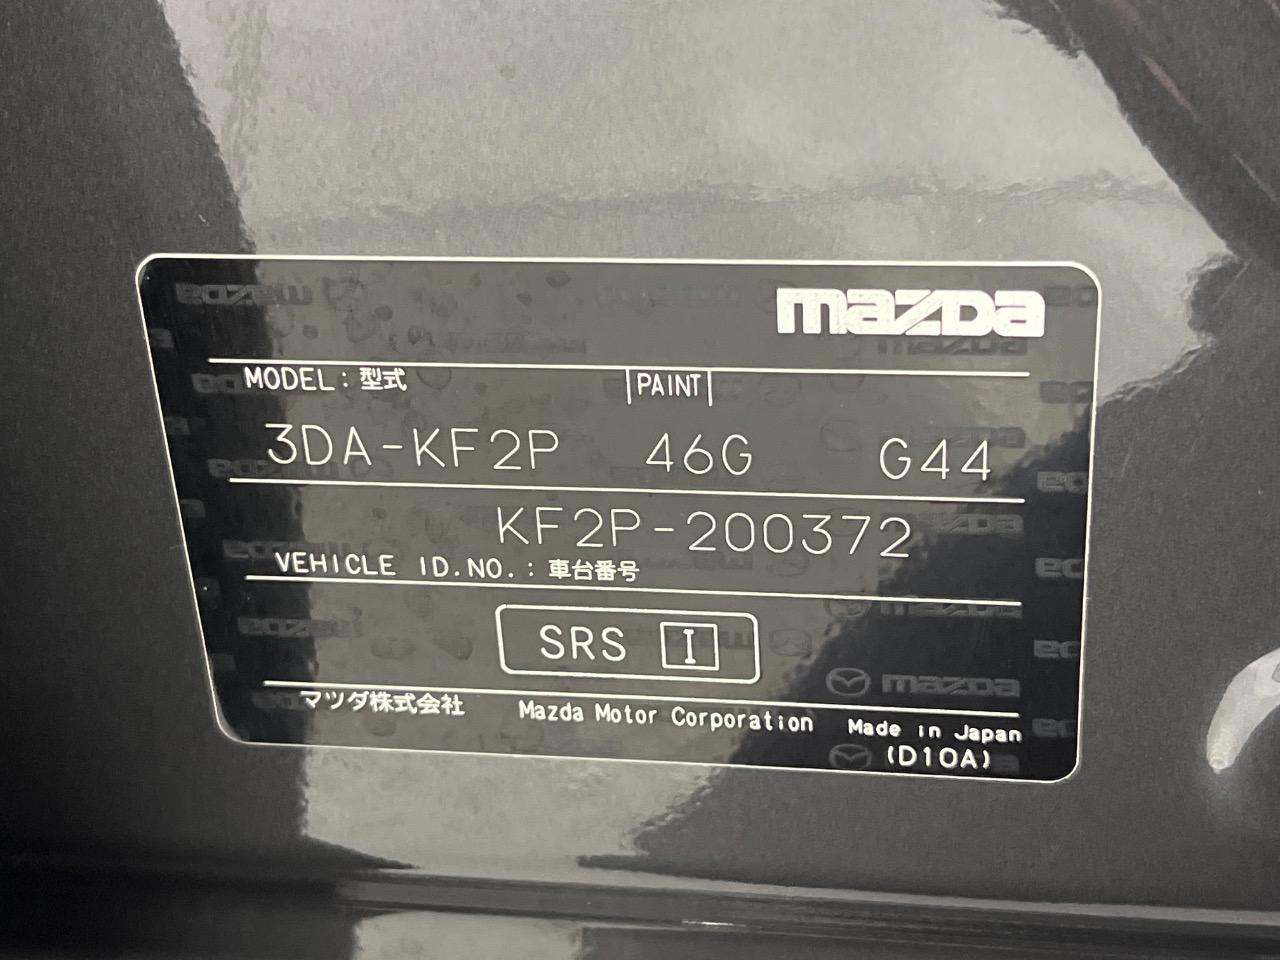 mazda
MODEL : 型式 PAINT
3DA-KF2P 46G G44
KF2P-200372
VEHICLE ID.NO. : 車台番号
SRS I
マツダ株式会社 Mazda Motor Corporation Made in Japan
(D10A)